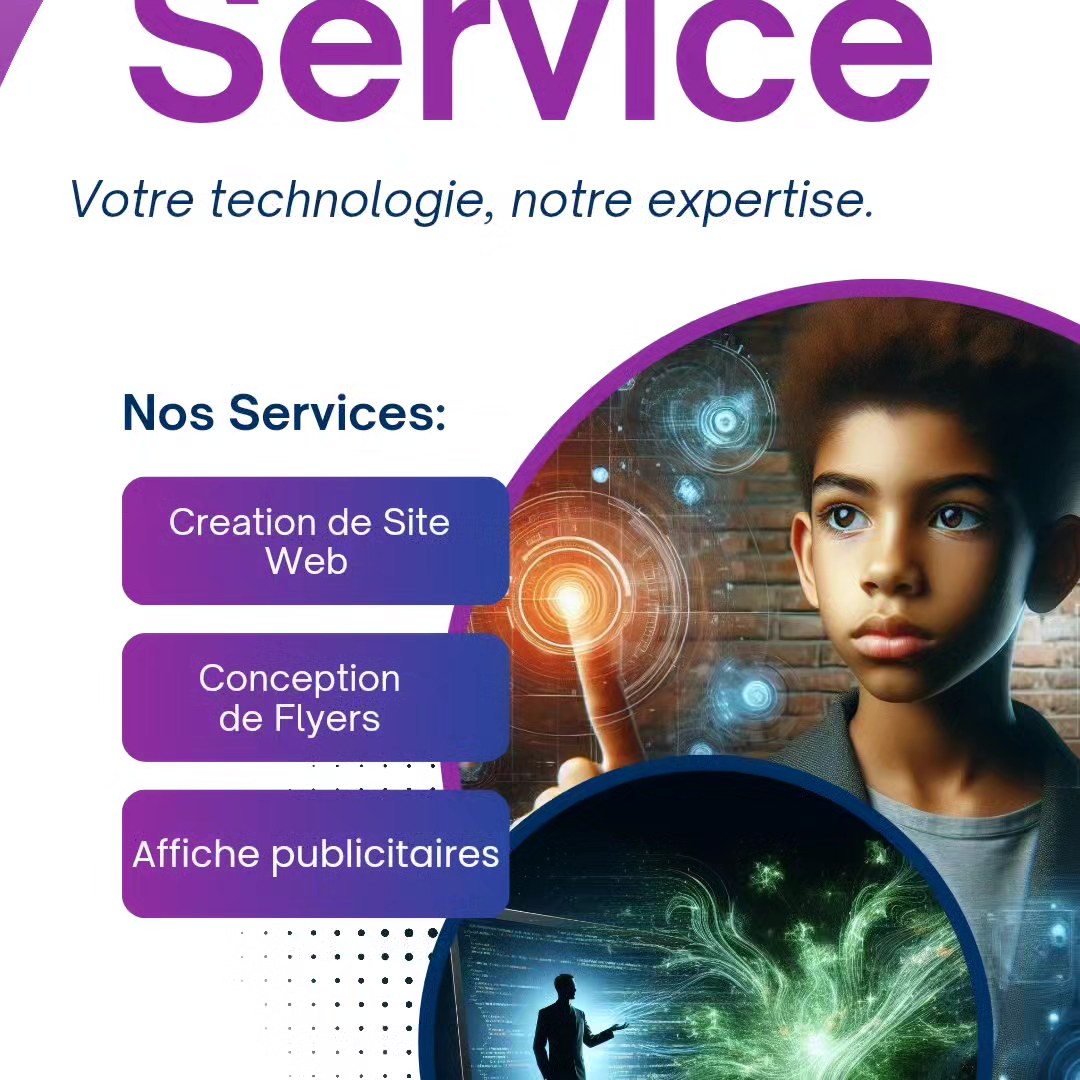 Service
Votre technologie, notre expertise.
Nos Services:
Creation de Site
Web
Conception
de Flyers
Affiche publicitaires